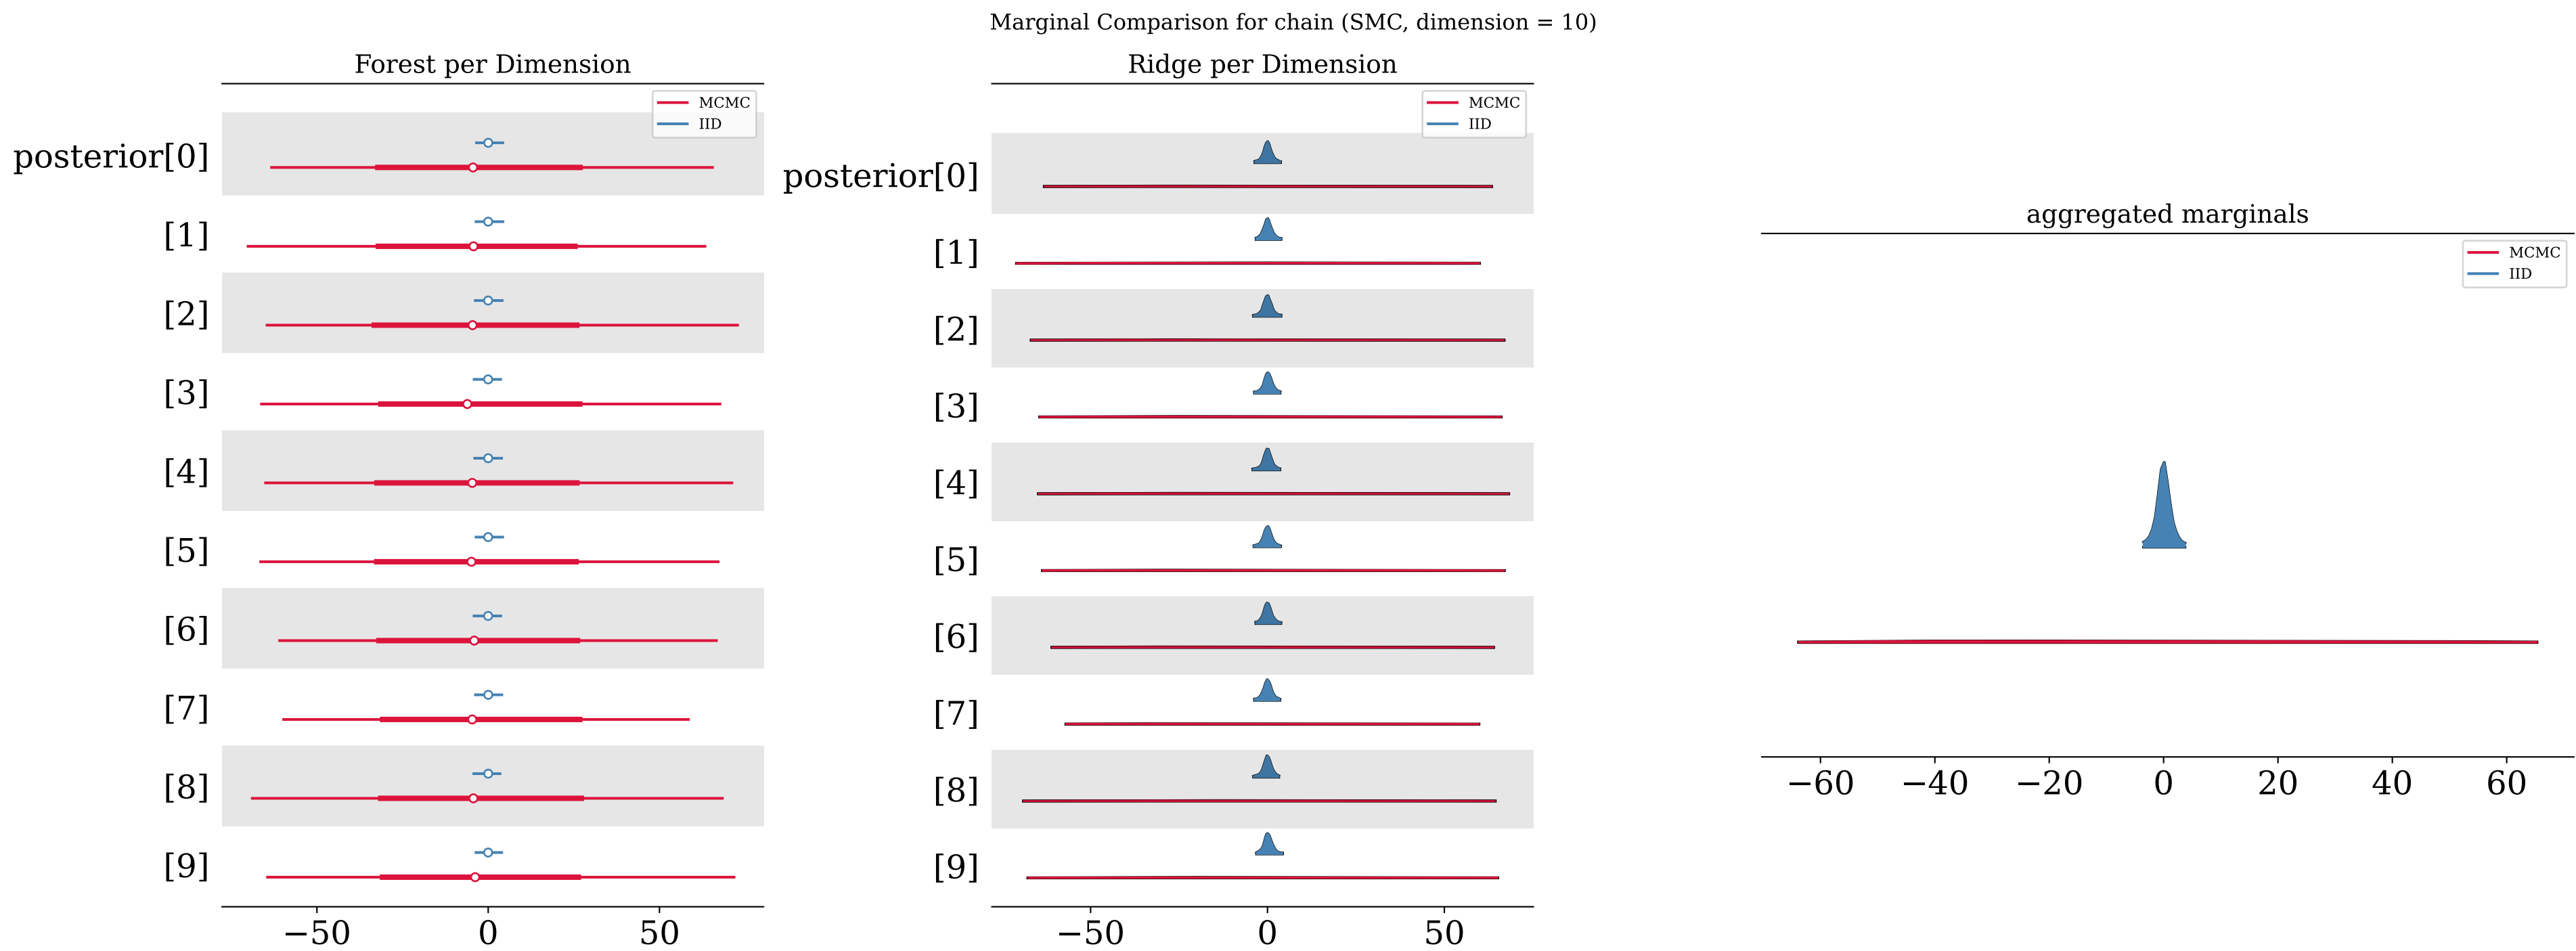 Marginal Comparison for chain (SMC, dimension = 10)
Forest per Dimension
MCMC
IID
posterior[0]
[1]
[2]
[3]
[4]
[5]
[6]
[7]
[8]
[9]
−50 0 50
Ridge per Dimension
MCMC
IID
posterior[0]
[1]
[2]
[3]
[4]
[5]
[6]
[7]
[8]
[9]
−50 0 50
aggregated marginals
MCMC
IID
−60 −40 −20 0 20 40 60